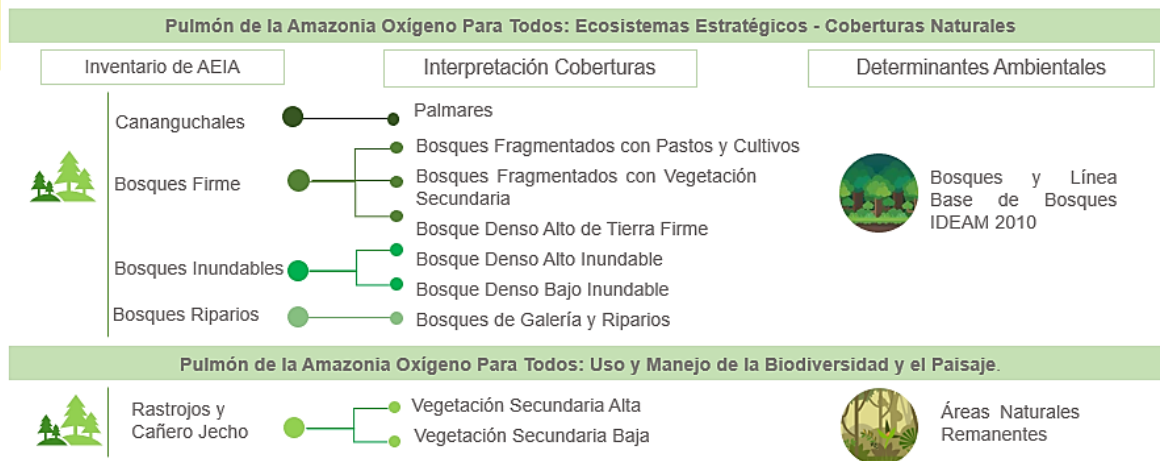 Pulmón de la Amazonia Oxígeno Para Todos: Ecosistemas Estratégicos - Coberturas Naturales
Inventario de AEIA
Interpretación Coberturas
Determinantes Ambientales
Cananguchales
Palmares
Bosques Firme
Bosques Fragmentados con Pastos y Cultivos
Bosques Fragmentados con Vegetación
Secundaria
Bosque Denso Alto de Tierra Firme
Bosques y Línea
Base de Bosques
IDEAM 2010
Bosques Inundables
Bosque Denso Alto Inundable
Bosque Denso Bajo Inundable
Bosques Riparios
Bosques de Galería y Riparios
Pulmón de la Amazonia Oxígeno Para Todos: Uso y Manejo de la Biodiversidad y el Paisaje.
Rastrojos y
Cañero Jecho
Vegetación Secundaria Alta
Vegetación Secundaria Baja
Áreas Naturales
Remanentes